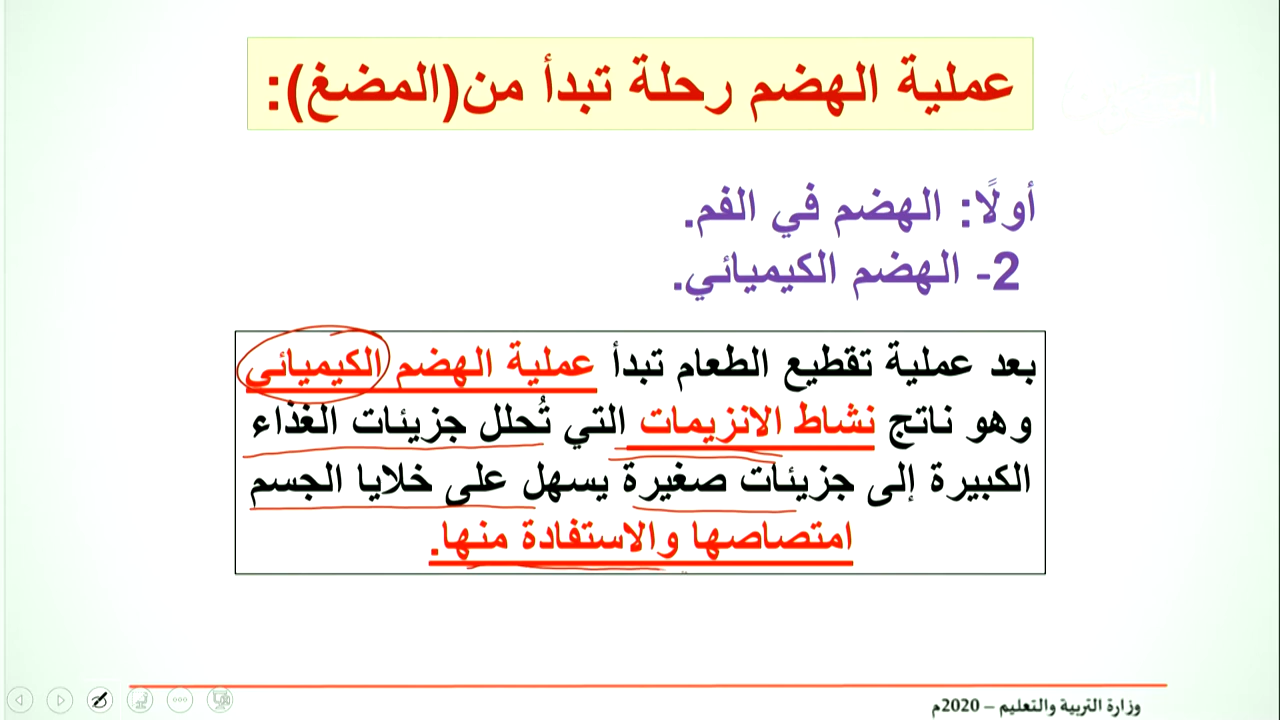 عملية الهضم رحلة تبدأ من(المضغ):
أولًا: الهضم في الفم.
2- الهضم الكيميائي.
بعد عملية تقطيع الطعام تبدأ عملية الهضم الكيميائي
وهو ناتج نشاط الانزيمات التي تُحلل جزيئات الغذاء
الكبيرة إلى جزيئات صغيرة يسهل على خلايا الجسم
امتصاصها والاستفادة منها.
وزارة التربية والتعليم – 2020م